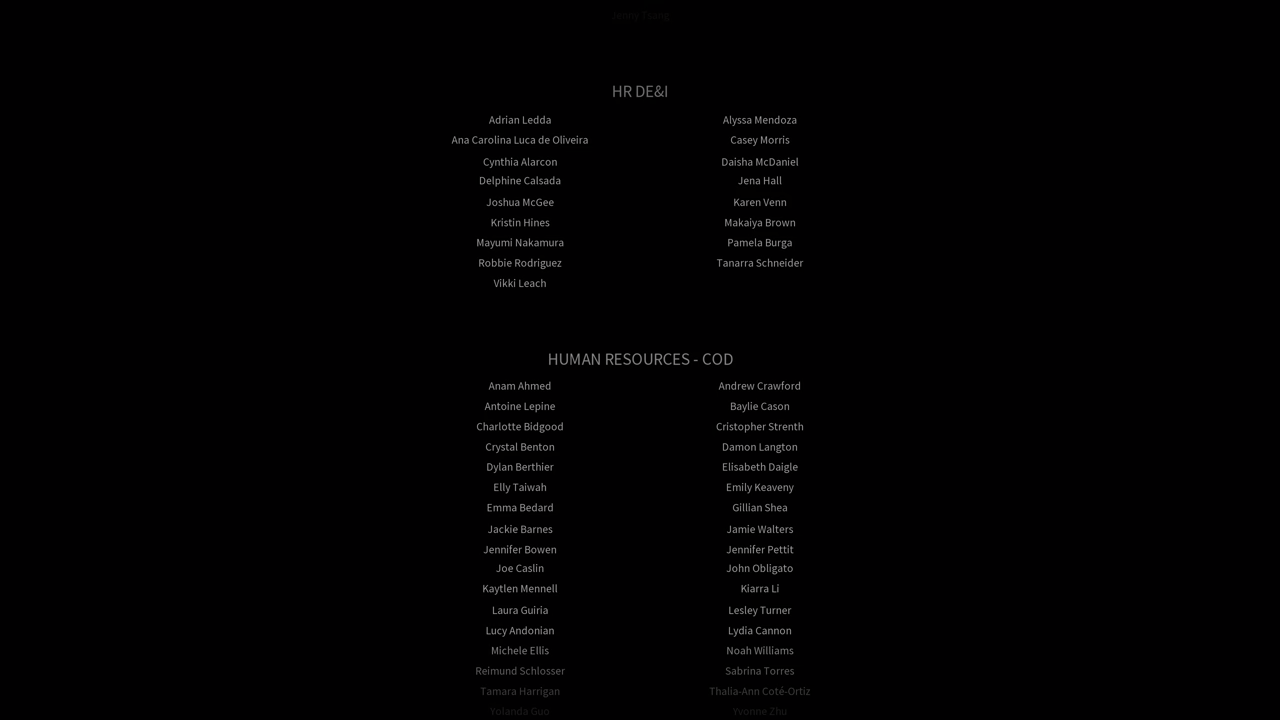 Jenny Tsang
HR DE&I
Adrian Ledda Alyssa Mendoza
Ana Carolina Luca de Oliveira Casey Morris
Cynthia Alarcon Daisha McDaniel
Delphine Calsada Jena Hall
Joshua McGee Karen Venn
Kristin Hines Makaiya Brown
Mayumi Nakamura Pamela Burga
Robbie Rodriguez Tanarra Schneider
Vikki Leach
HUMAN RESOURCES - COD
Anam Ahmed Andrew Crawford
Antoine Lepine Baylie Cason
Charlotte Bidgood Cristopher Strenth
Crystal Benton Damon Langton
Dylan Berthier Elisabeth Daigle
Elly Taiwah Emily Keaveny
Emma Bedard Gillian Shea
Jackie Barnes Jamie Walters
Jennifer Bowen Jennifer Pettit
Joe Caslin John Obligato
Kaytlen Mennell Kiarra Li
Laura Guiria Lesley Turner
Lucy Andonian Lydia Cannon
Michele Ellis Noah Williams
Reimund Schlosser Sabrina Torres
Tamara Harrigan Thalia-Ann Coté-Ortiz
Yolanda Guo Yvonne Zhu